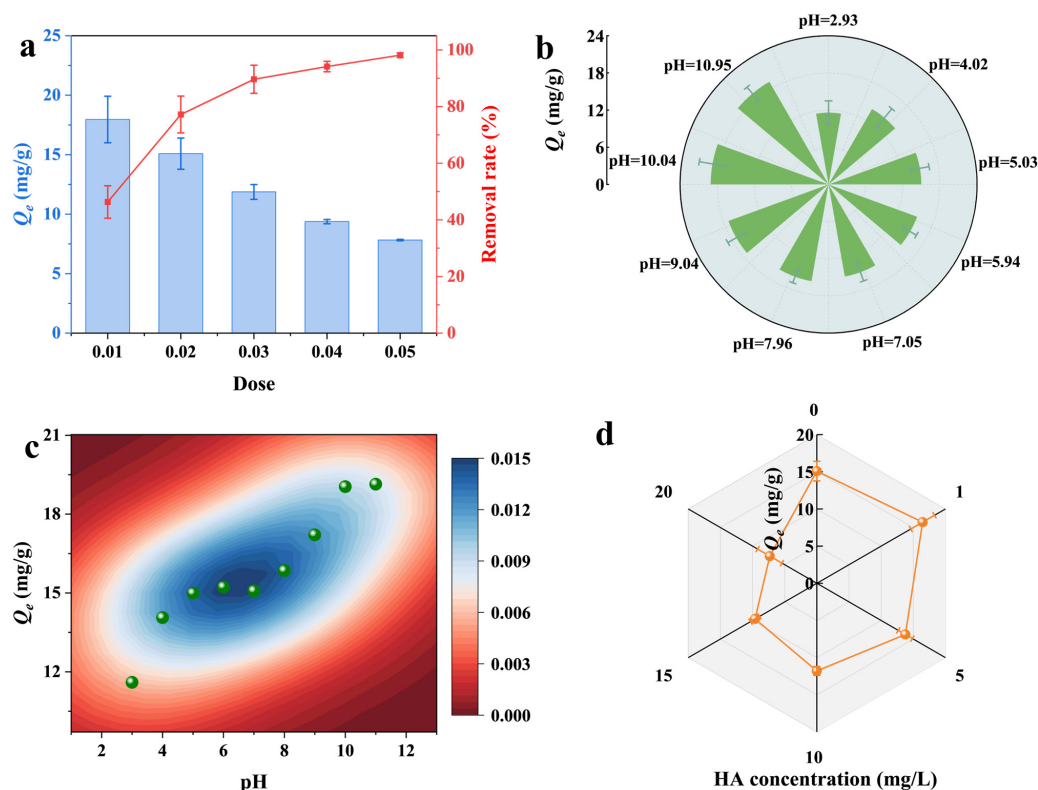 a
25
20
15
10
5
0
Qe (mg/g)
0.01 0.02 0.03 0.04 0.05
Dose
100
80
60
40
20
0
Removal rate (%)
b
24
18
12
6
0
Qe (mg/g)
pH=2.93
pH=4.02
pH=5.03
pH=5.94
pH=7.05
pH=7.96
pH=9.04
pH=10.04
pH=10.95
c
21
18
15
12
Qe (mg/g)
2 4 6 8 10 12
pH
0.015
0.012
0.009
0.006
0.003
0.000
d
0
1
5
10
15
20
20
15
10
5
0
Qe (mg/g)
HA concentration (mg/L)